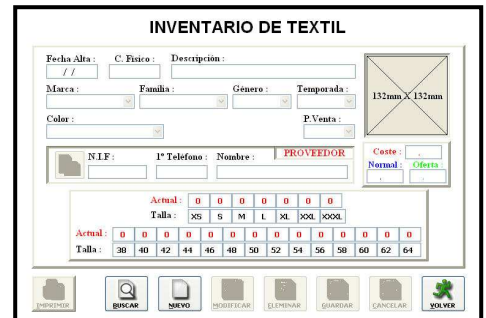 INVENTARIO DE TEXTIL
Fecha Alta : C. Fisico : Descripción :
/ /
Marca : Familia : Género : Temporada :
132mm X 132mm
Color : P.Venta :
N.I.F : 1º Teléfono : Nombre : PROVEEDOR
Coste : ,
Normal : Oferta :
, ,
Actual : 0 0 0 0 0 0 0
Talla : XS S M L XL XXL XXXL
Actual : 0 0 0 0 0 0 0 0 0 0 0 0 0 0
Talla : 38 40 42 44 46 48 50 52 54 56 58 60 62 64
IMPRIMIR BUSCAR NUEVO MODIFICAR ELIMINAR GUARDAR CANCELAR VOLVER